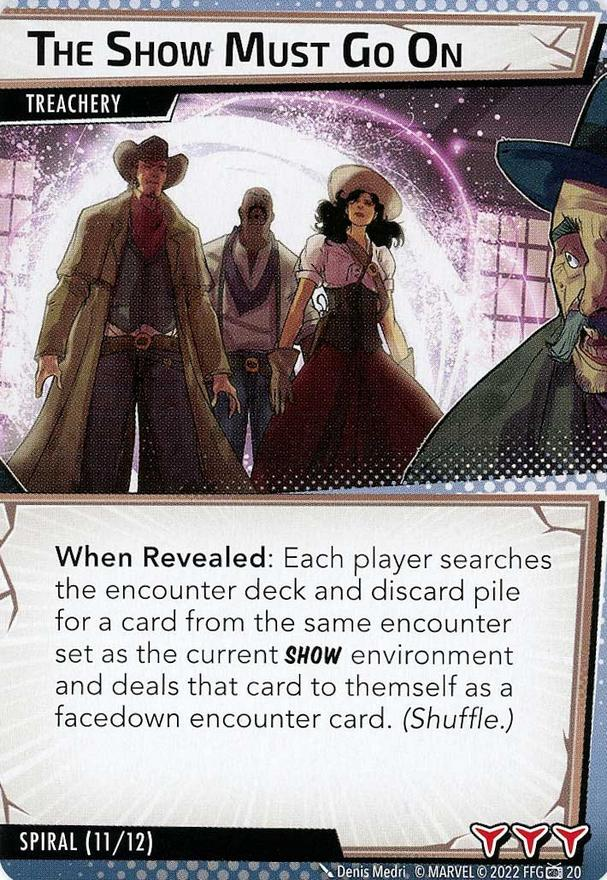 THE SHOW MUST GO ON
TREACHERY
When Revealed: Each player searches
the encounter deck and discard pile
for a card from the same encounter
set as the current SHOW environment
and deals that card to themself as a
facedown encounter card. (Shuffle.)
SPIRAL (11/12)
Denis Medri. © MARVEL © 2022 FFG 20